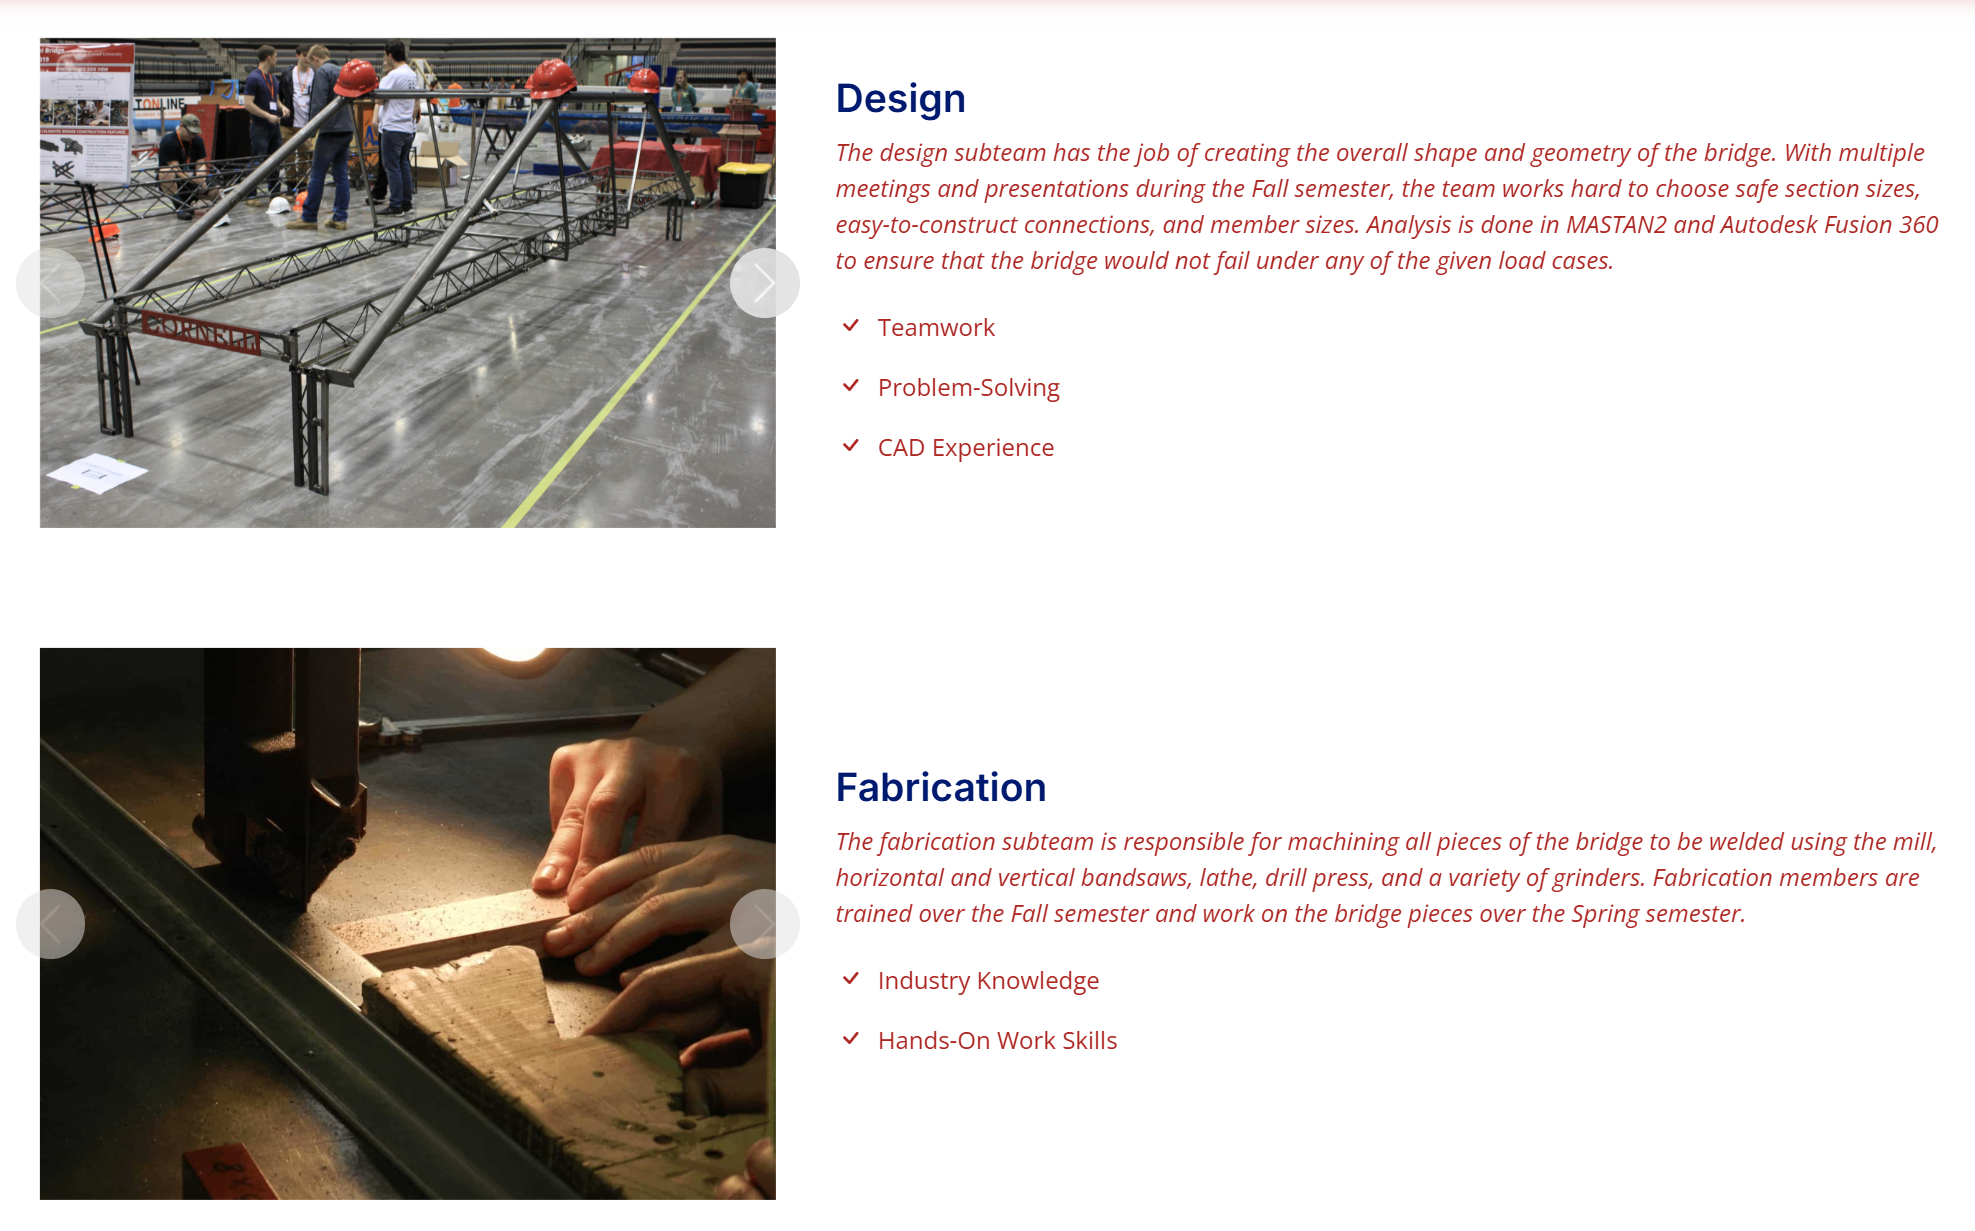 TONLINE
CORNELL
Design
The design subteam has the job of creating the overall shape and geometry of the bridge. With multiple
meetings and presentations during the Fall semester, the team works hard to choose safe section sizes,
easy-to-construct connections, and member sizes. Analysis is done in MASTAN2 and Autodesk Fusion 360
to ensure that the bridge would not fail under any of the given load cases.
Teamwork
Problem-Solving
CAD Experience
Fabrication
The fabrication subteam is responsible for machining all pieces of the bridge to be welded using the mill,
horizontal and vertical bandsaws, lathe, drill press, and a variety of grinders. Fabrication members are
trained over the Fall semester and work on the bridge pieces over the Spring semester.
Industry Knowledge
Hands-On Work Skills